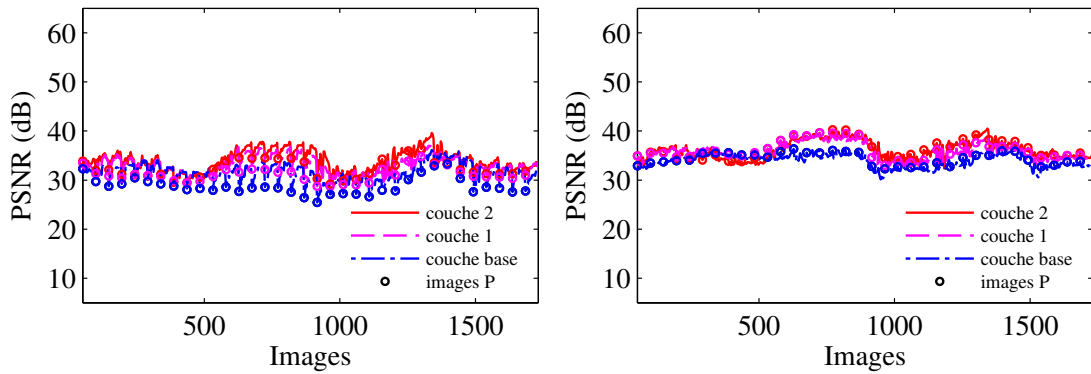 60
50
40
30
20
10
PSNR (dB)
couche 2
couche 1
couche base
images P
500
1000
1500
Images
60
50
40
30
20
10
PSNR (dB)
couche 2
couche 1
couche base
images P
500
1000
1500
Images